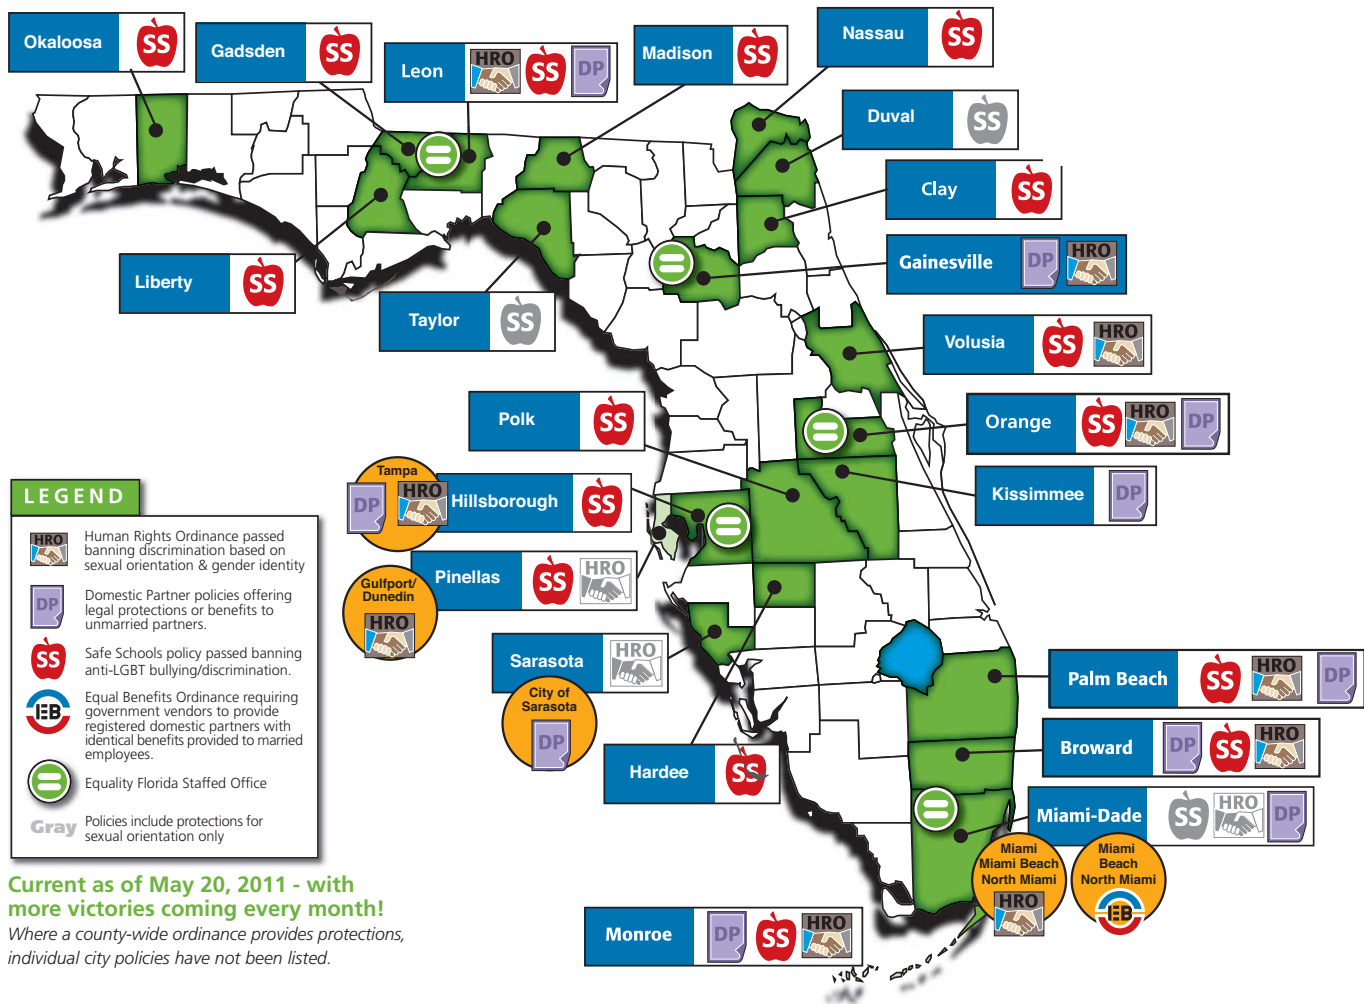 Okaloosa
SS
Gadsden
SS
Leon
HRO
SS
DP
Madison
SS
Nassau
SS
Duval
SS
Clay
SS
Liberty
SS
Taylor
SS
Gainesville
DP
HRO
Volusia
SS
HRO
Polk
SS
Orange
SS
HRO
DP
Tampa
DP
HRO
Hillsborough
SS
Kissimmee
DP
Pinellas
SS
HRO
Gulfport/
Dunedin
HRO
Sarasota
HRO
City of
Sarasota
DP
Hardee
SS
Palm Beach
SS
HRO
DP
Broward
DP
SS
HRO
Miami-Dade
SS
HRO
DP
Miami
Miami Beach
North Miami
HRO
Miami
Beach
North Miami
EB
Monroe
DP
SS
HRO
LEGEND
HRO
Human Rights Ordinance passed
banning discrimination based on
sexual orientation & gender identity
DP
Domestic Partner policies offering
legal protections or benefits to
unmarried partners.
SS
Safe Schools policy passed banning
anti-LGBT bullying/discrimination.
EB
Equal Benefits Ordinance requiring
government vendors to provide
registered domestic partners with
identical benefits provided to married
employees.
Equality Florida Staffed Office
Gray
Policies include protections for
sexual orientation only
Current as of May 20, 2011 - with
more victories coming every month!
Where a county-wide ordinance provides protections,
individual city policies have not been listed.